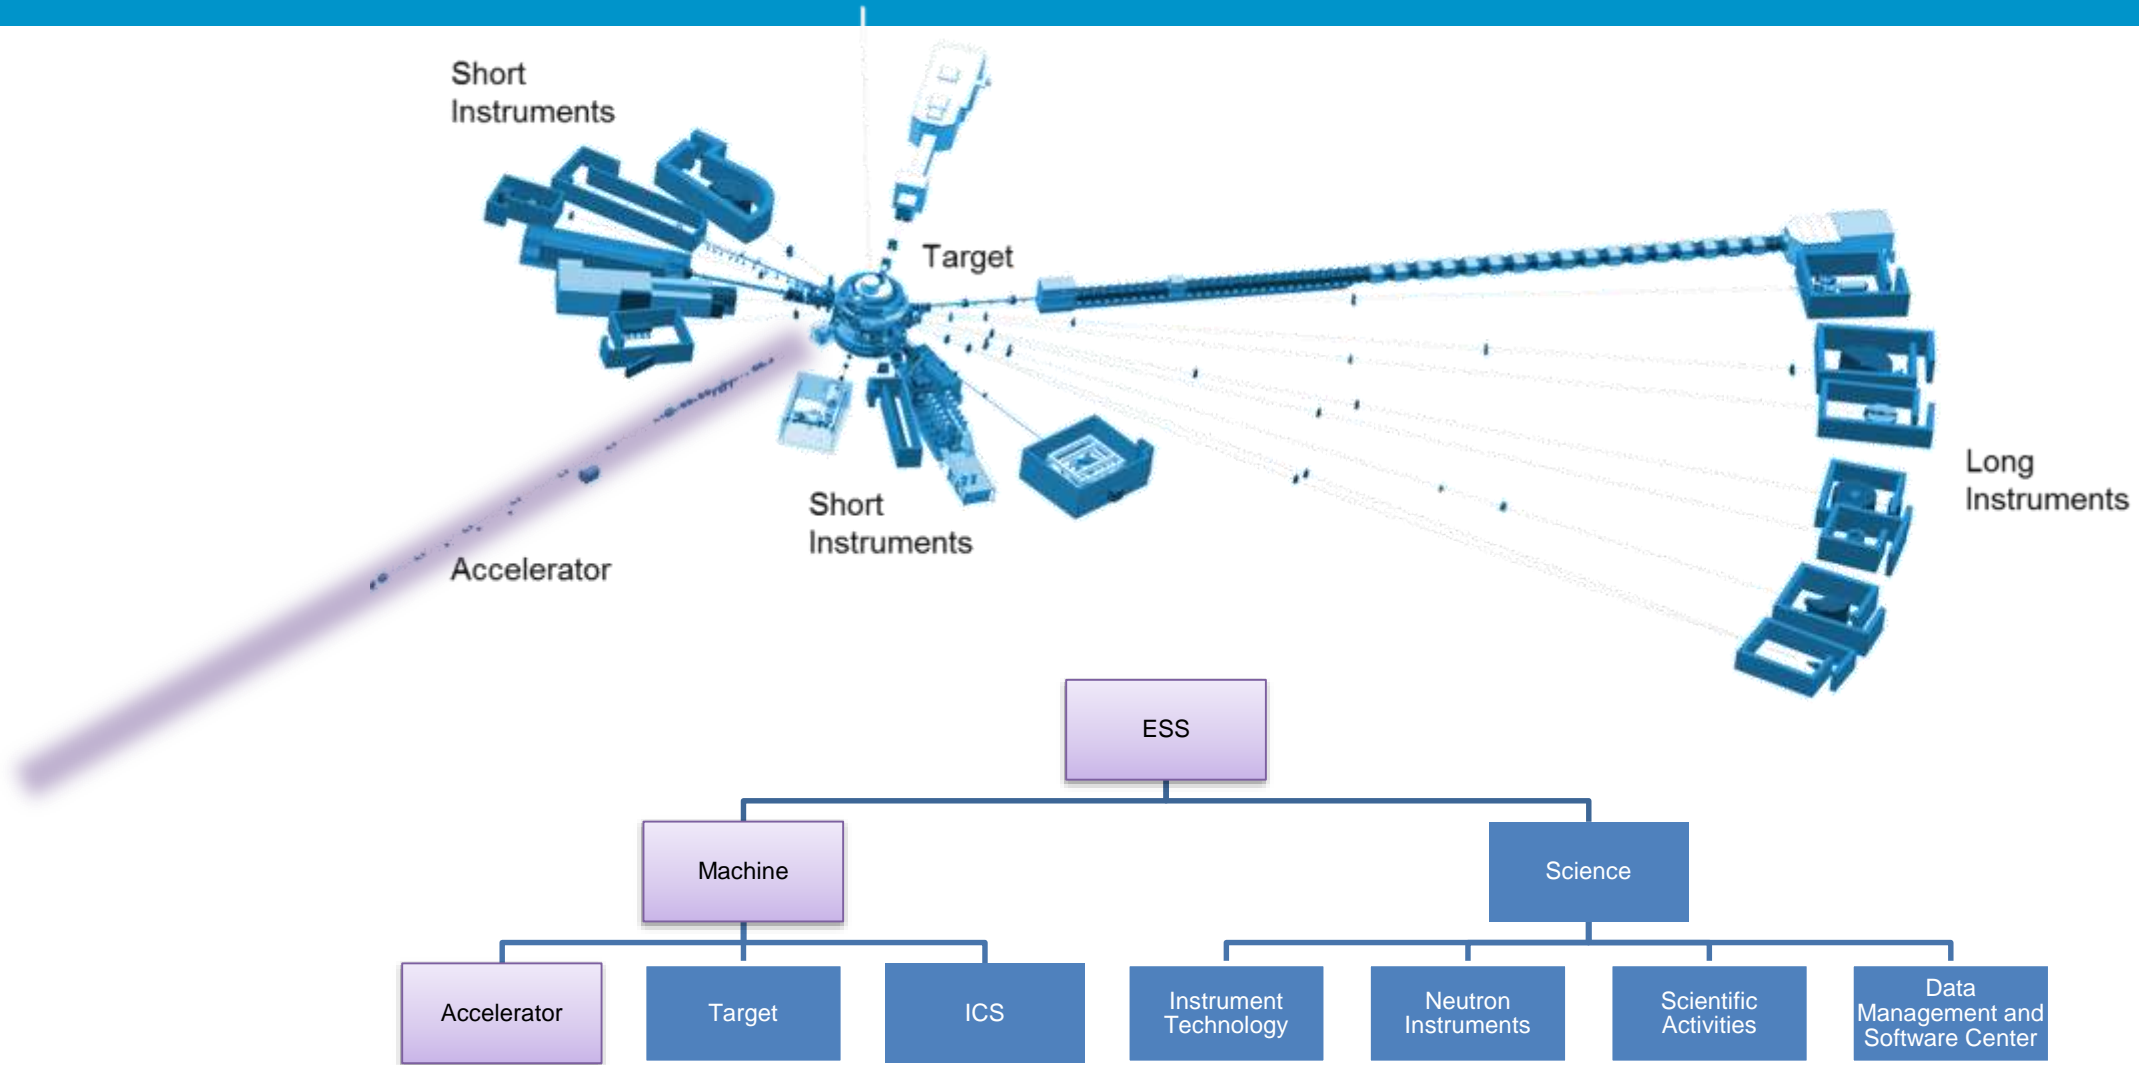 Short
Instruments
Target
Long
Instruments
Short
Instruments
Accelerator
ESS
Machine
Science
Accelerator
Target
ICS
Instrument
Technology
Neutron
Instruments
Scientific
Activities
Data
Management and
Software Center